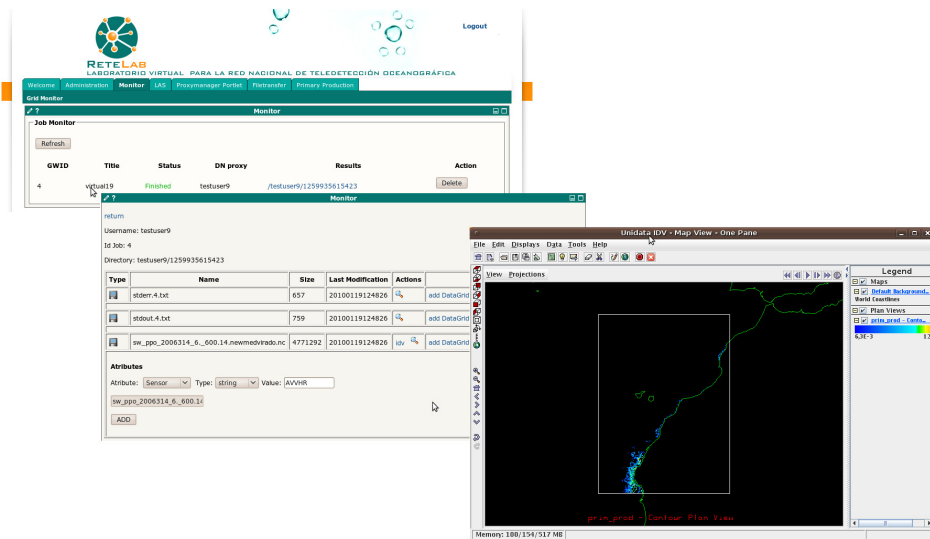 Logout
RETELAB
LABORATORIO VIRTUAL PARA LA RED NACIONAL DE TELEDETECCIÓN OCEANOGRÁFICA
Welcome Administration Monitor LAS Proxymanager Portlet Filetransfer Primary Production
Grid Monitor
? Monitor
Job Monitor
Refresh
GWID Title Status DN proxy Results Action
4 virtual19 Finished testuser9 /testuser9/1259935615423 Delete
? Monitor
return
Username: testuser9
Id Job: 4
Directory: testuser9/1259935615423
Type Name Size Last Modification Actions
stderr.4.txt 657 20100119124826 add DataGrid
stdout.4.txt 759 20100119124826 add DataGrid
sw_ppo_2006314_6._600.14.newmedvirado.nc 4771292 20100119124826 idv add DataGrid
Atributes
Atribute: Sensor Type: string Value: AVVHR
sw_ppo_2006314_6._600.14
ADD
Unidata IDV - Map View - One Pane
File Edit Displays Data Tools Help
View Projections
Legend
Maps
Default Background...
World Coastlines
Plan Views
prim_prod - Conto...
6,3E-3
prim_prod - Contour Plan View
Memory: 100/154/517 MB